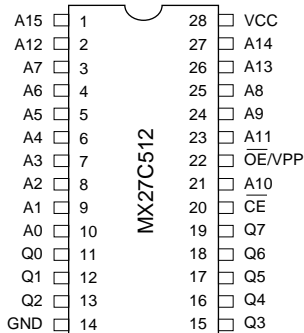 A15 1 28 VCC
A12 2 27 A14
A7 3 26 A13
A6 4 25 A8
A5 5 24 A9
A4 6 23 A11
A3 7 22 O̅E̅/VPP
A2 8 21 A10
A1 9 20 C̅E̅
A0 10 19 Q7
Q0 11 18 Q6
Q1 12 17 Q5
Q2 13 16 Q4
GND 14 15 Q3
MX27C512